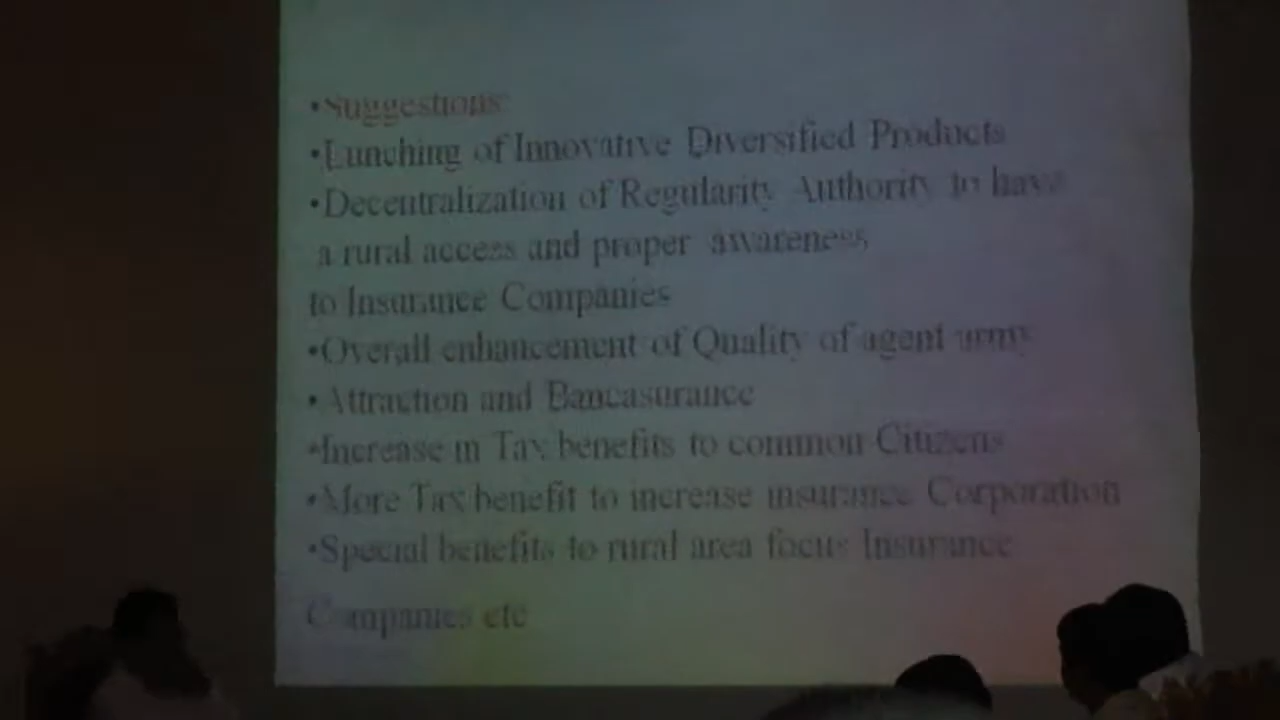 •Suggestions:
•Lunching of Innovative Diversified Products
•Decentralization of Regularity Authority to have
a rural access and proper awareness
to Insurance Companies
•Overall enhancement of Quality of agent army
•Attraction and Bancasurance
•Increase in Tax benefits to common Citizens
•More Tax benefit to increase insurance Corporation
•Special benefits to rural area focus Insurance
Companies etc